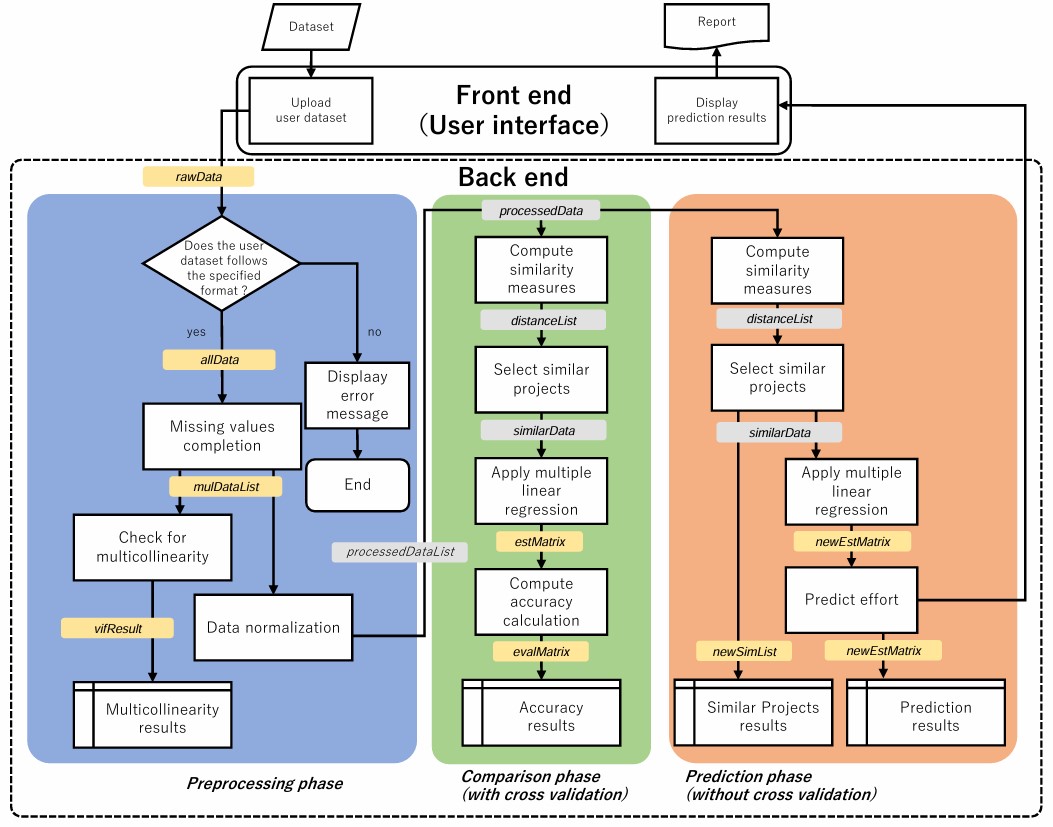 Dataset
Report
Upload
user dataset
Front end
(User interface)
Display
prediction results
rawData
Back end
Does the user
dataset follows
the specified
format ?
yes
no
allData
Displaay
error
message
Missing values
completion
End
mulDataList
Check for
multicollinearity
processedDataList
vifResult
Data normalization
Multicollinearity
results
Preprocessing phase
processedData
Compute
similarity
measures
distanceList
Select similar
projects
similarData
Apply multiple
linear
regression
estMatrix
Compute
accuracy
calculation
evalMatrix
Accuracy
results
Comparison phase
(with cross validation)
Compute
similarity
measures
distanceList
Select similar
projects
similarData
Apply multiple
linear
regression
newEstMatrix
Predict effort
newSimList
newEstMatrix
Similar Projects
results
Prediction
results
Prediction phase
(without cross validation)